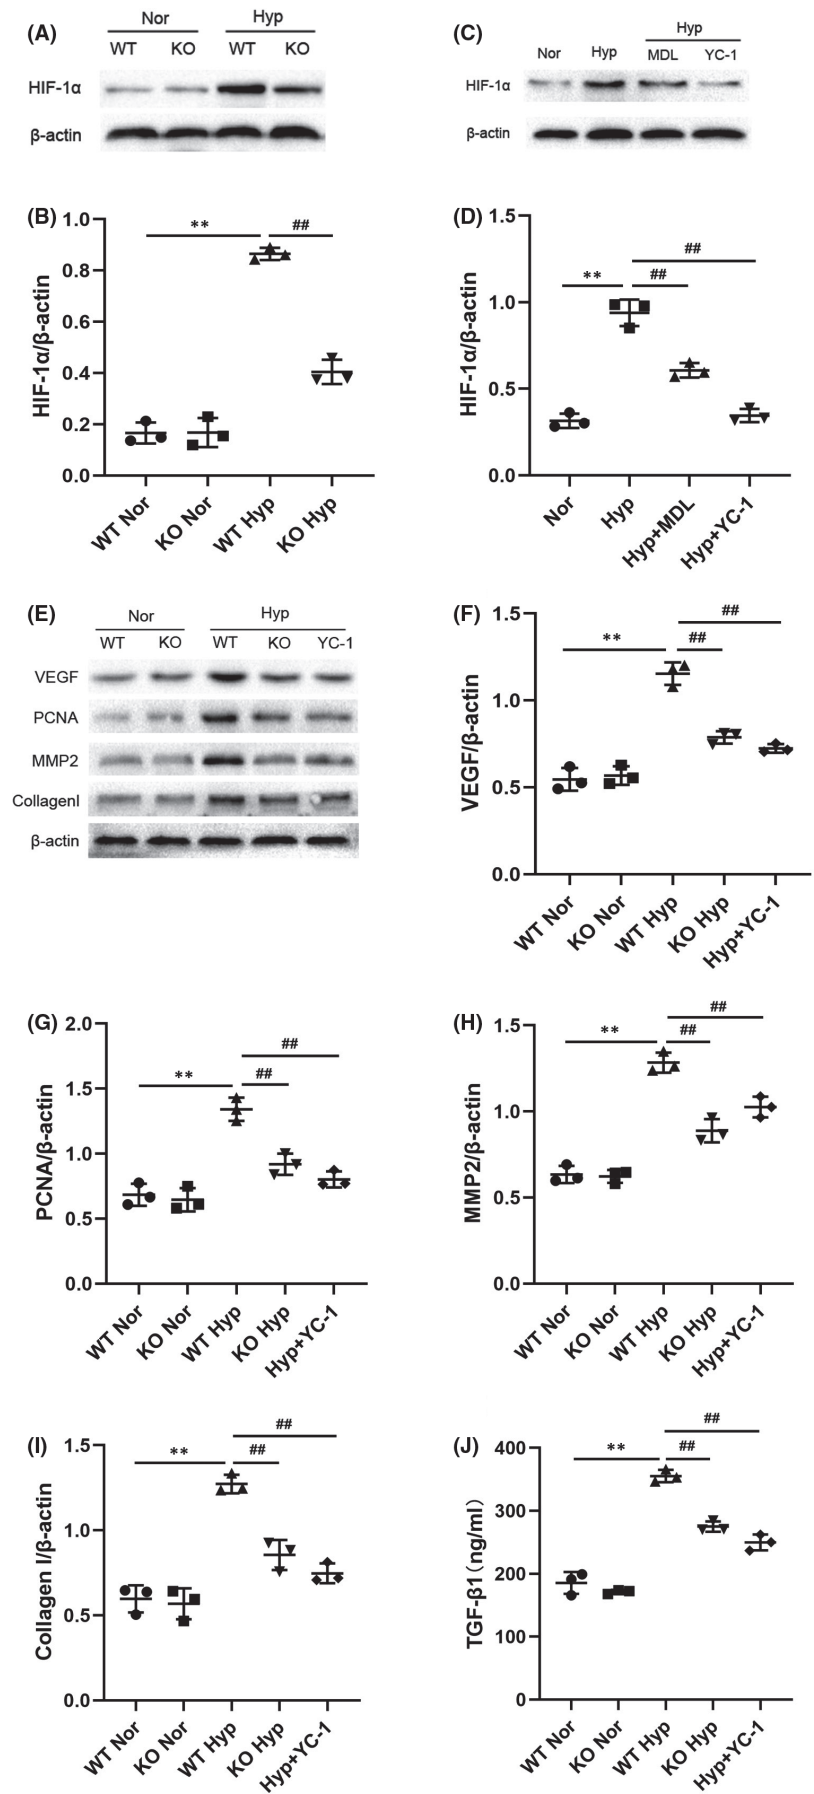 (A)
Nor Hyp
WT KO WT KO
HIF-1α
β-actin
(C)
Hyp
Nor Hyp MDL YC-1
HIF-1α
β-actin
(B)
HIF-1α/β-actin
1.0
0.8
0.6
0.4
0.2
0.0
** ##
WT Nor
KO Nor
WT Hyp
KO Hyp
(D)
HIF-1α/β-actin
1.5
1.0
0.5
0.0
##
** ##
Nor
Hyp
Hyp+MDL
Hyp+YC-1
(E)
Nor Hyp
WT KO WT KO YC-1
VEGF
PCNA
MMP2
CollagenI
β-actin
(F)
VEGF/β-actin
1.5
1.0
0.5
0.0
##
** ##
WT Nor
KO Nor
WT Hyp
KO Hyp
Hyp+YC-1
(G)
PCNA/β-actin
2.0
1.5
1.0
0.5
0.0
##
** ##
WT Nor
KO Nor
WT Hyp
KO Hyp
Hyp+YC-1
(H)
MMP2/β-actin
1.5
1.0
0.5
0.0
##
** ##
WT Nor
KO Nor
WT Hyp
KO Hyp
Hyp+YC-1
(I)
Collagen I/β-actin
1.5
1.0
0.5
0.0
##
** ##
WT Nor
KO Nor
WT Hyp
KO Hyp
Hyp+YC-1
(J)
TGF-β1（ng/ml）
400
300
200
100
0
##
** ##
WT Nor
KO Nor
WT Hyp
KO Hyp
Hyp+YC-1